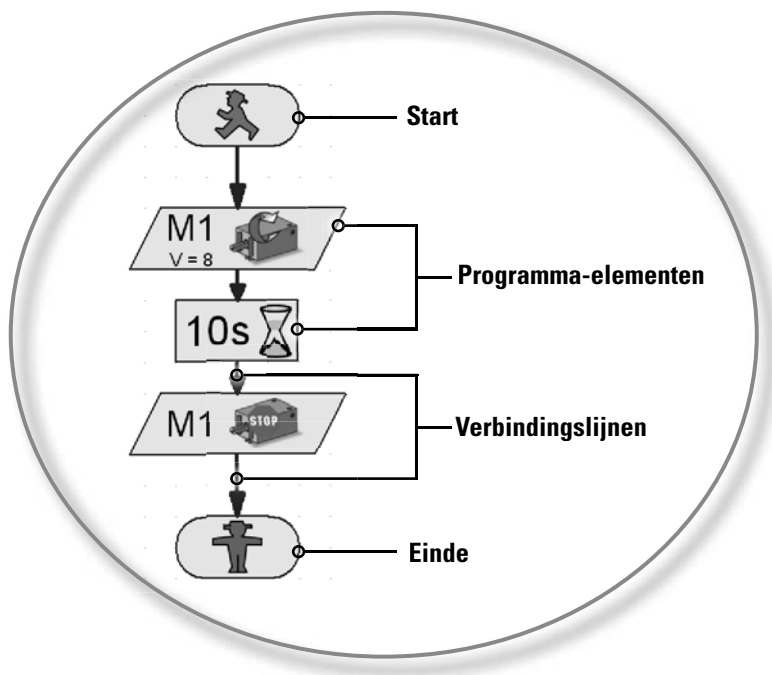 Start
M1
V = 8
Programma-elementen
10s
M1
STOP
Verbindingslijnen
Einde